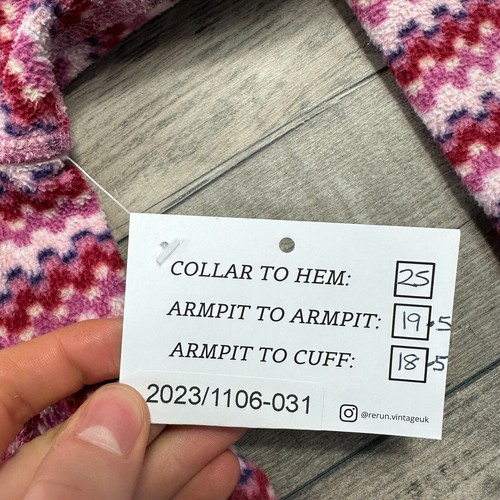 COLLAR TO HEM: 25
ARMPIT TO ARMPIT: 19.5
ARMPIT TO CUFF: 18.5
2023/1106-031
@rerun.vintageuk